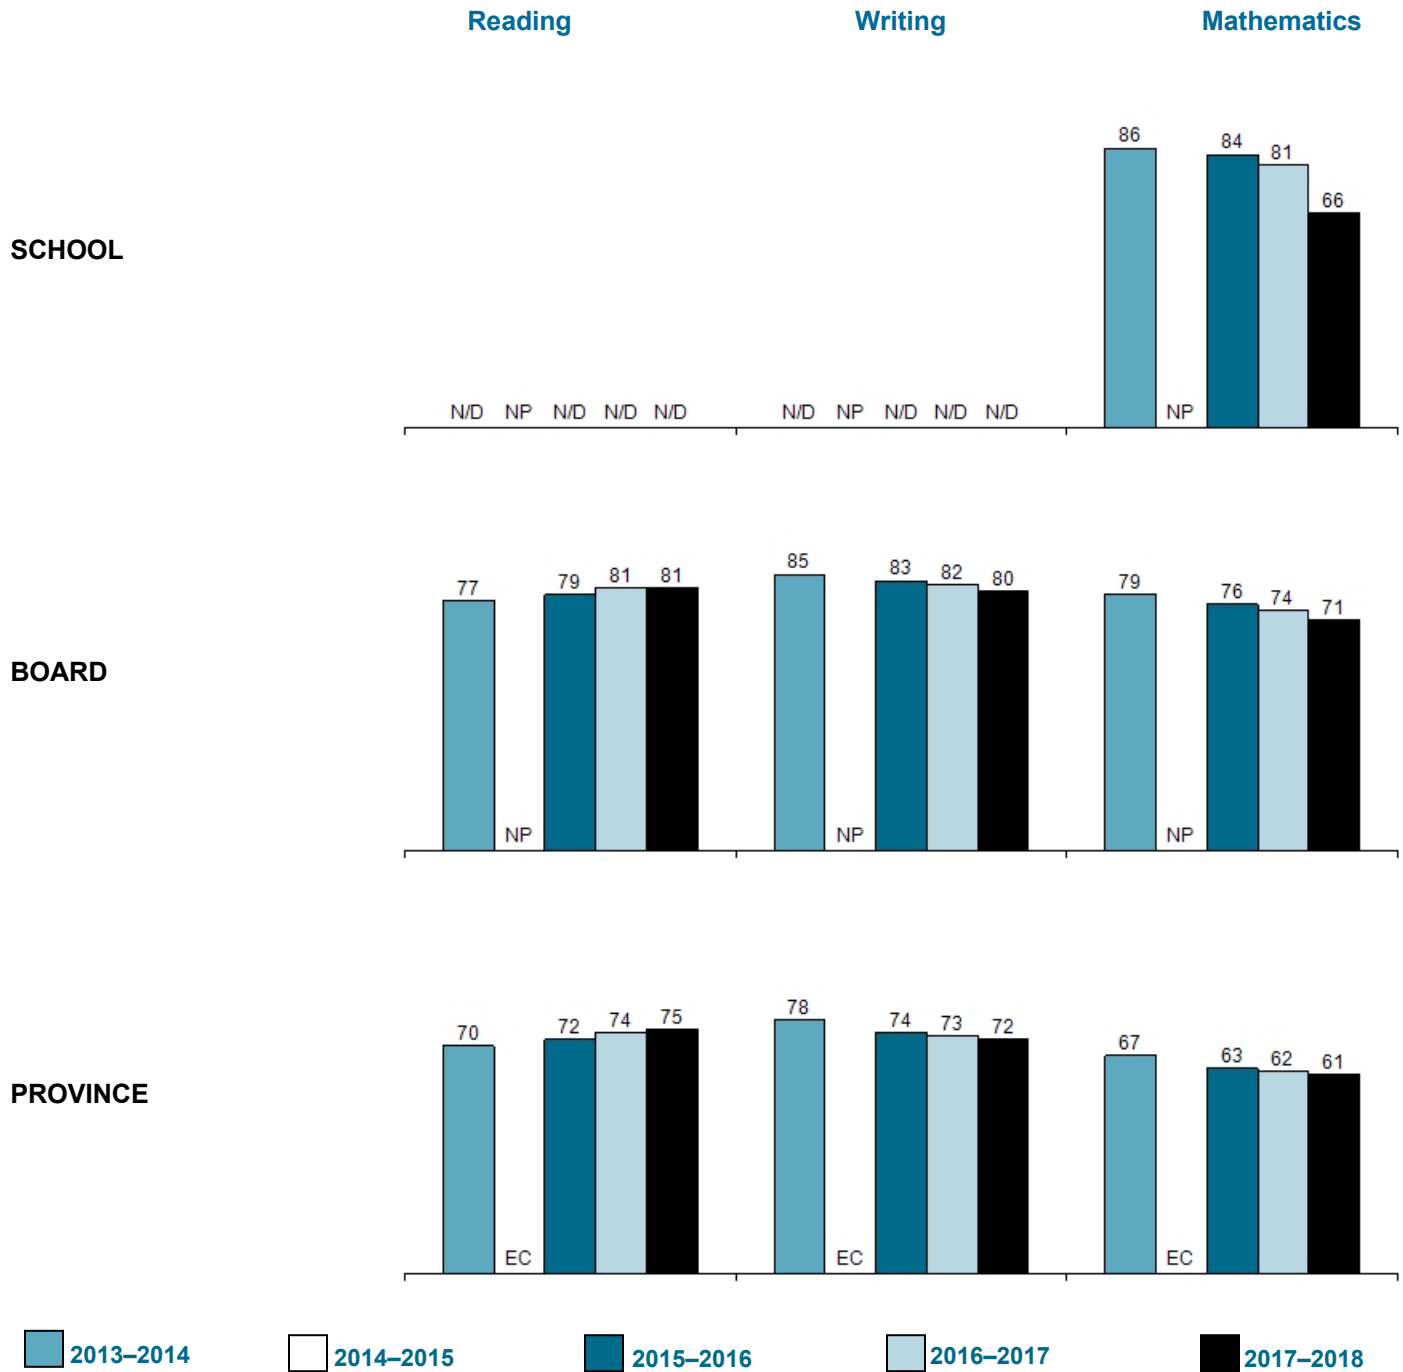 Reading Writing Mathematics
86
84
81
66
SCHOOL
N/D NP N/D N/D N/D N/D NP N/D N/D N/D NP
77 79 81 81 85 83 82 80 79 76 74 71
BOARD
NP NP NP
70 72 74 75 78 74 73 72 67 63 62 61
PROVINCE
EC EC EC
2013–2014 2014–2015 2015–2016 2016–2017 2017–2018